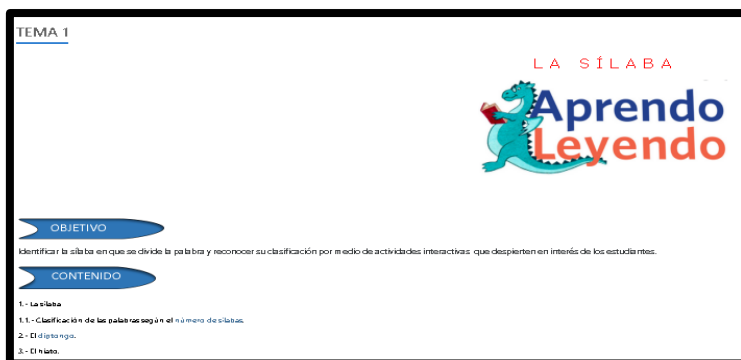 TEMA 1
LA SÍLABA
Aprendo
Leyendo
OBJETIVO
Identificar la sílaba en que se divide la palabra y reconocer su clasificación por medio de actividades interactivas que despierten en interés de los estudiantes.
CONTENIDO
1.- La sílaba
1.1.- Clasificación de las palabras según el número de sílabas.
2.- El diptongo.
3.- El hiato.